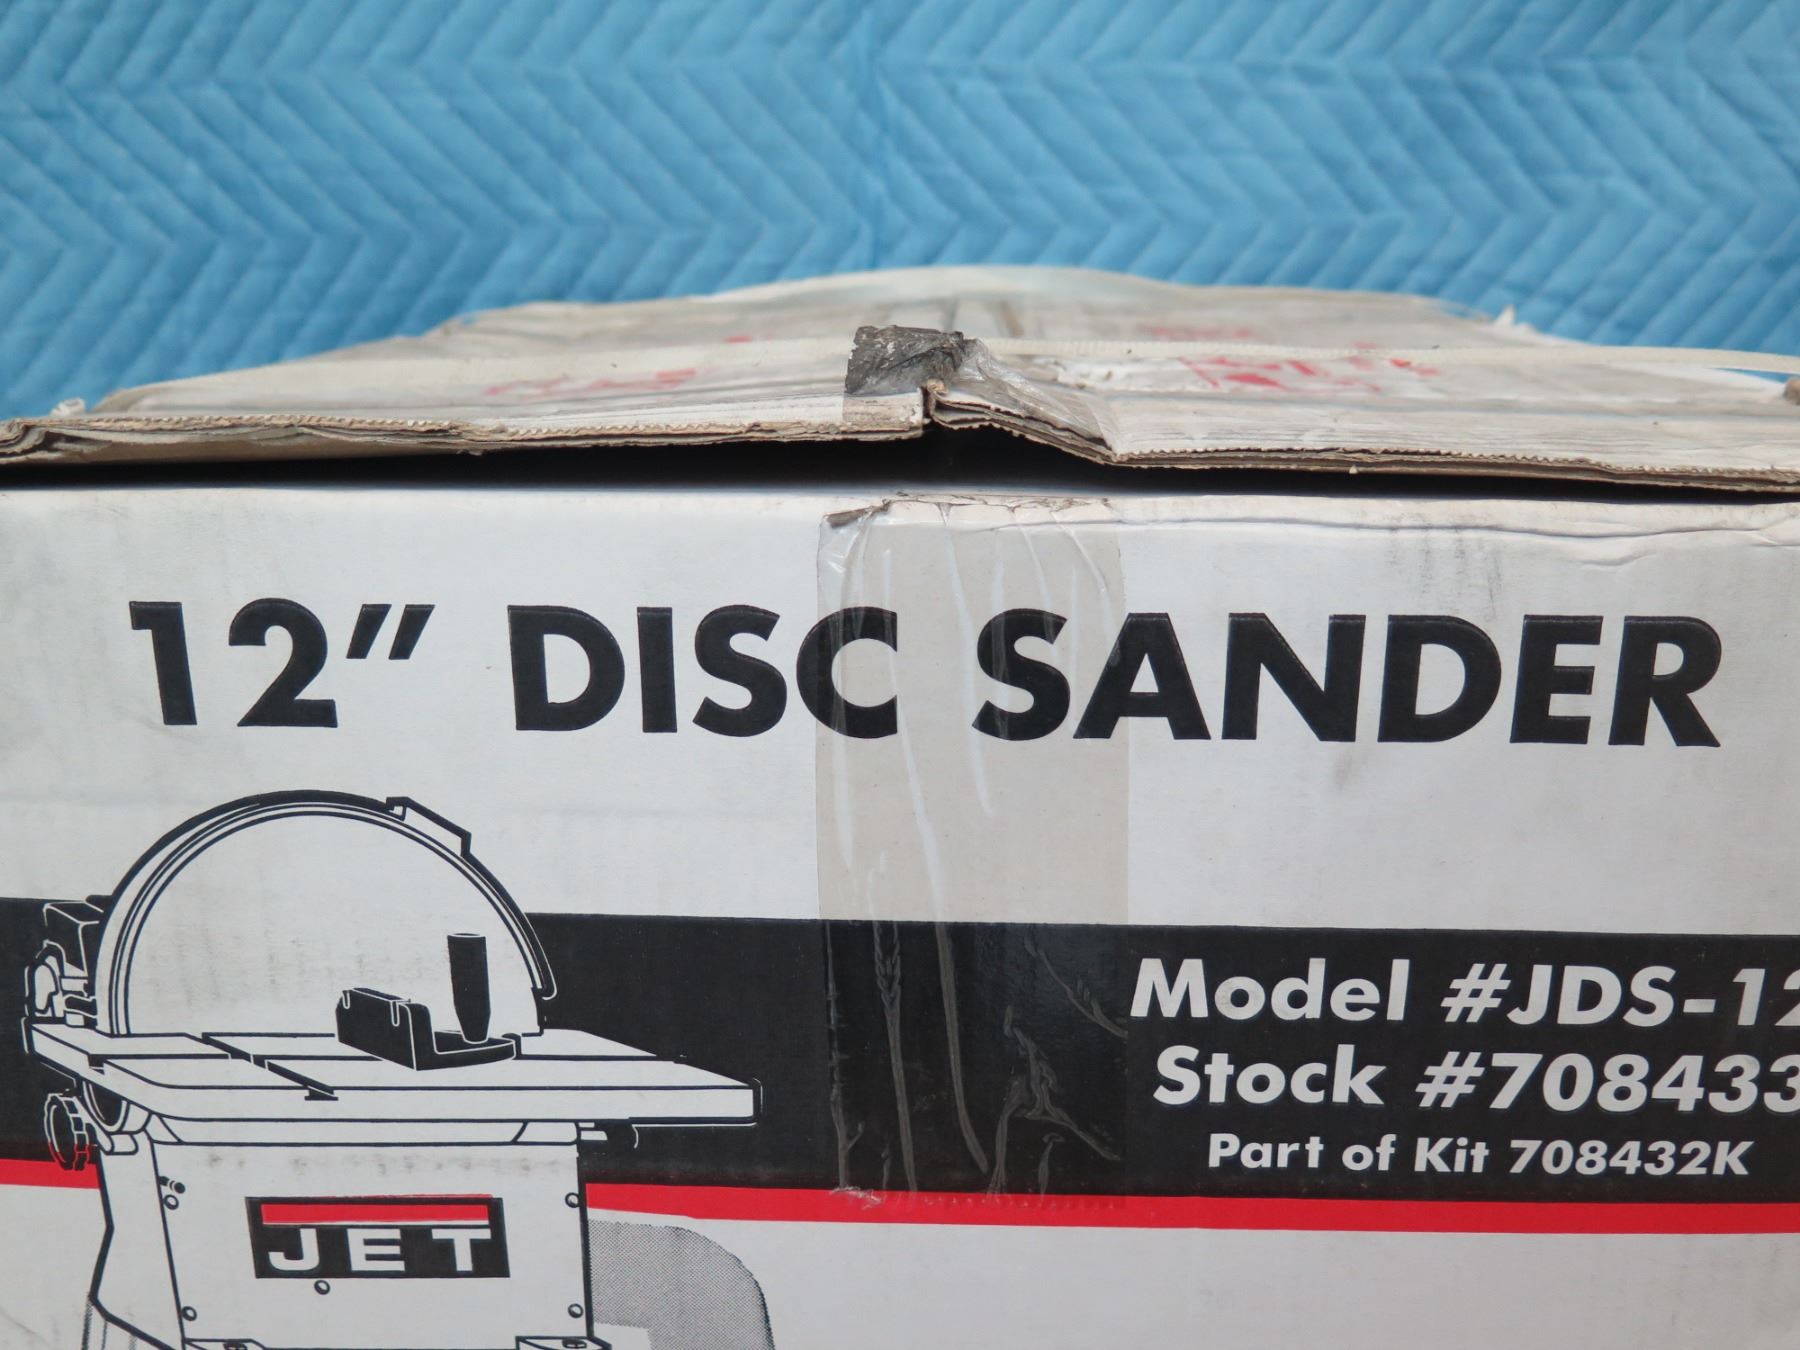 12" DISC SANDER
Model #JDS-12
Stock #708433
Part of Kit 708432K
JET